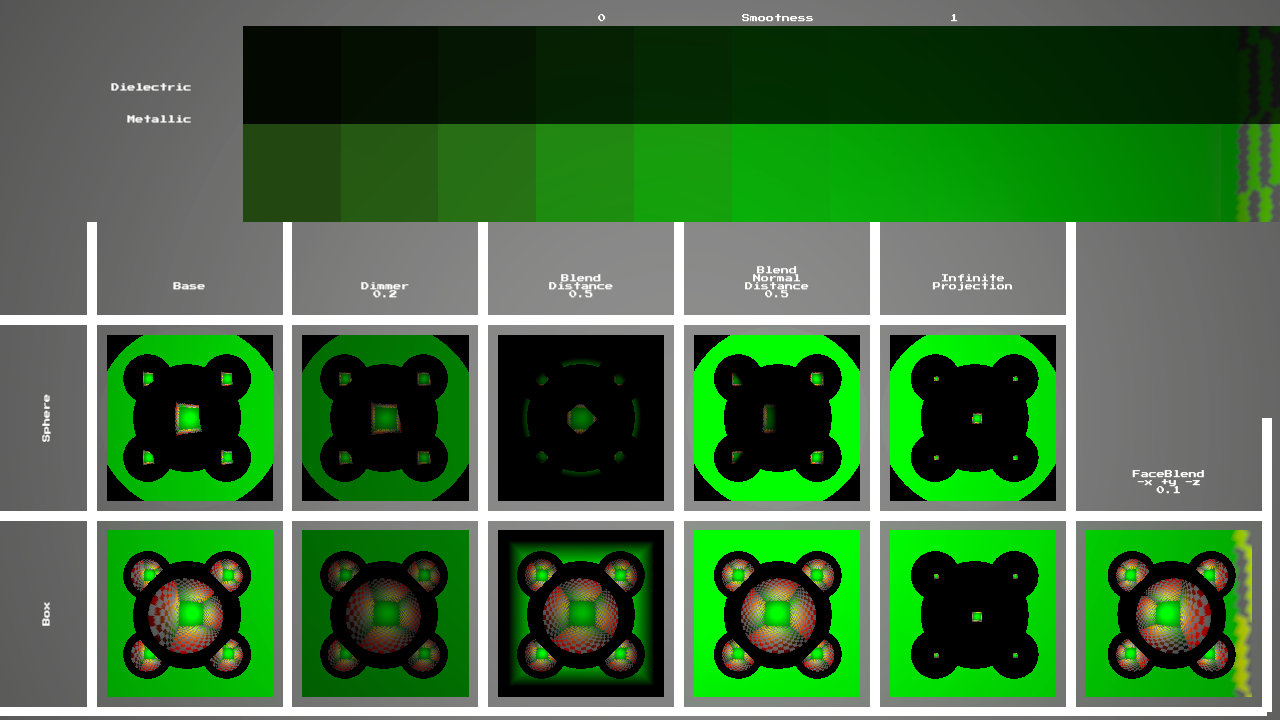 0 Smootness 1
Dielectric
Metallic
Base
Dimmer
0.2
Blend
Distance
0.5
Blend
Normal
Distance
0.5
Infinite
Projection
Sphere
FaceBlend
-x +y -z
0.1
Box